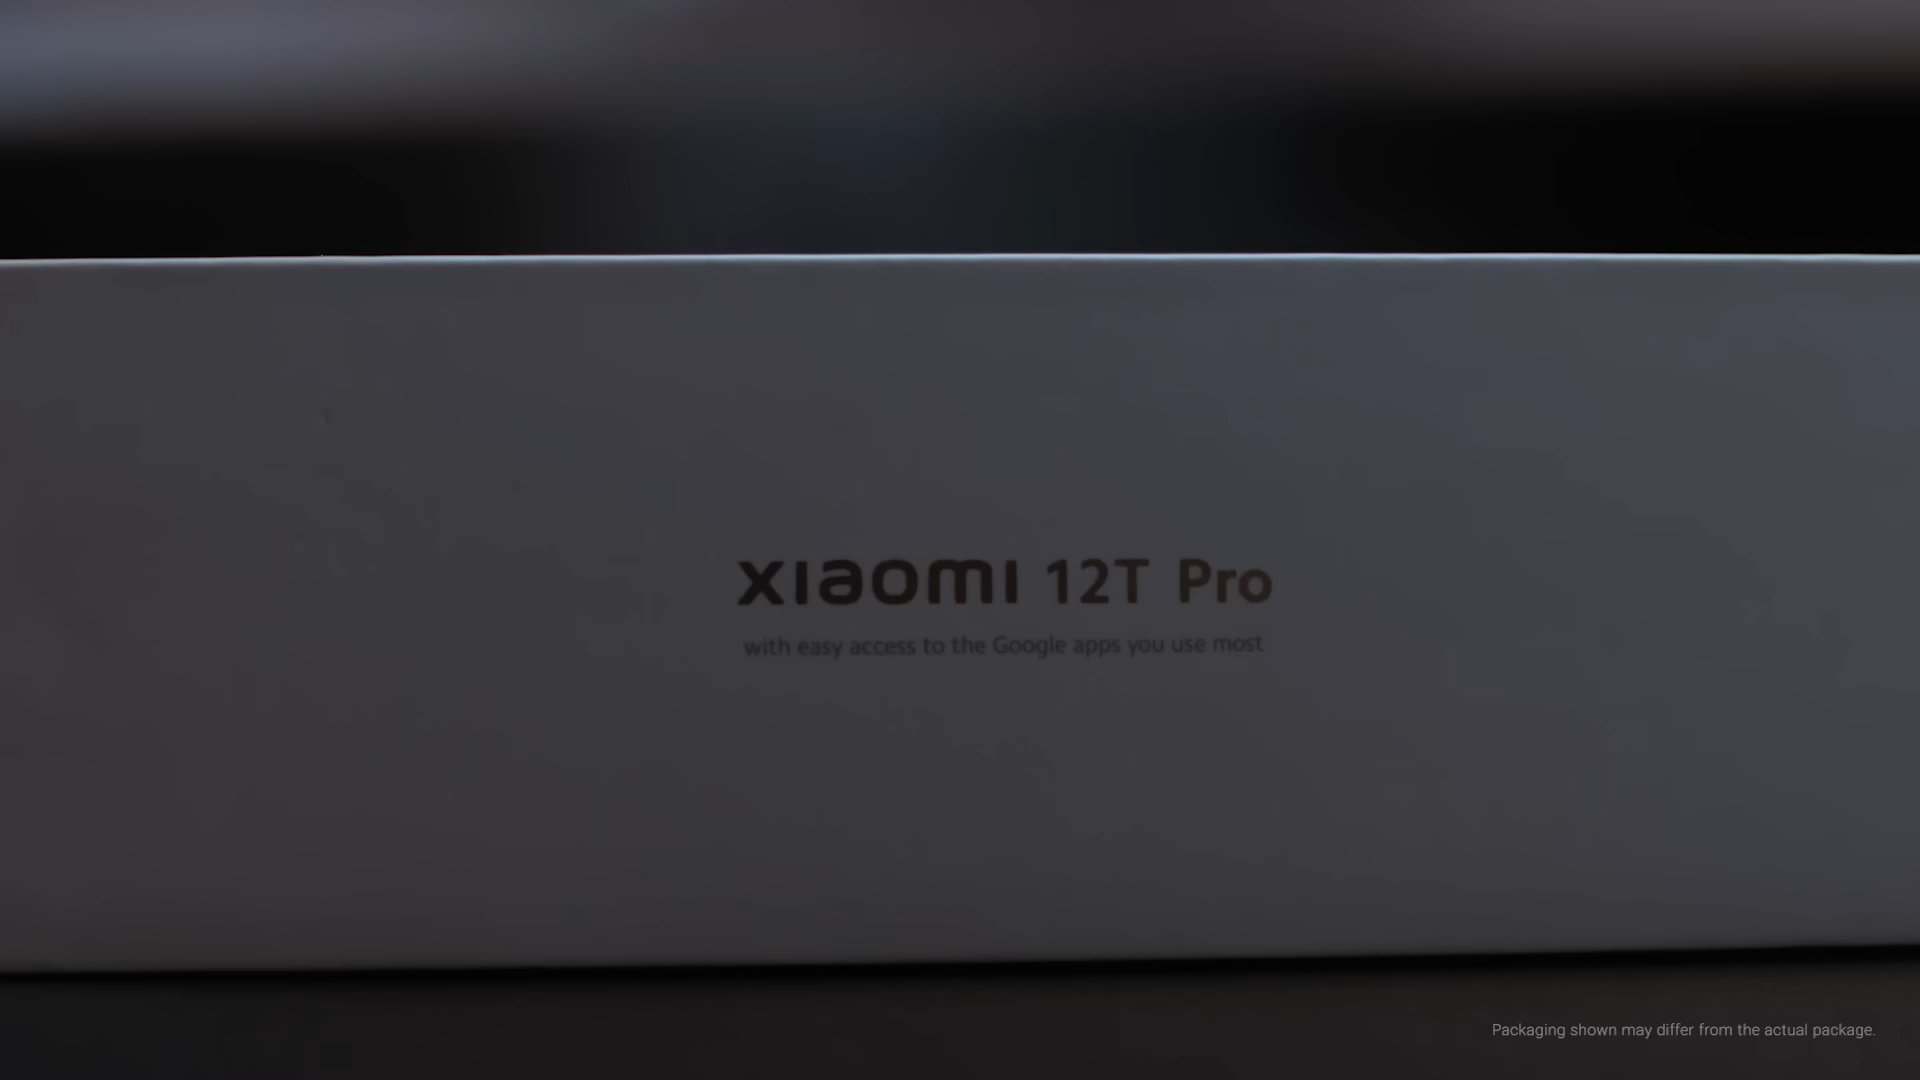 xiaomi 12T Pro
with easy access to the Google apps you use most
Packaging shown may differ from the actual package.